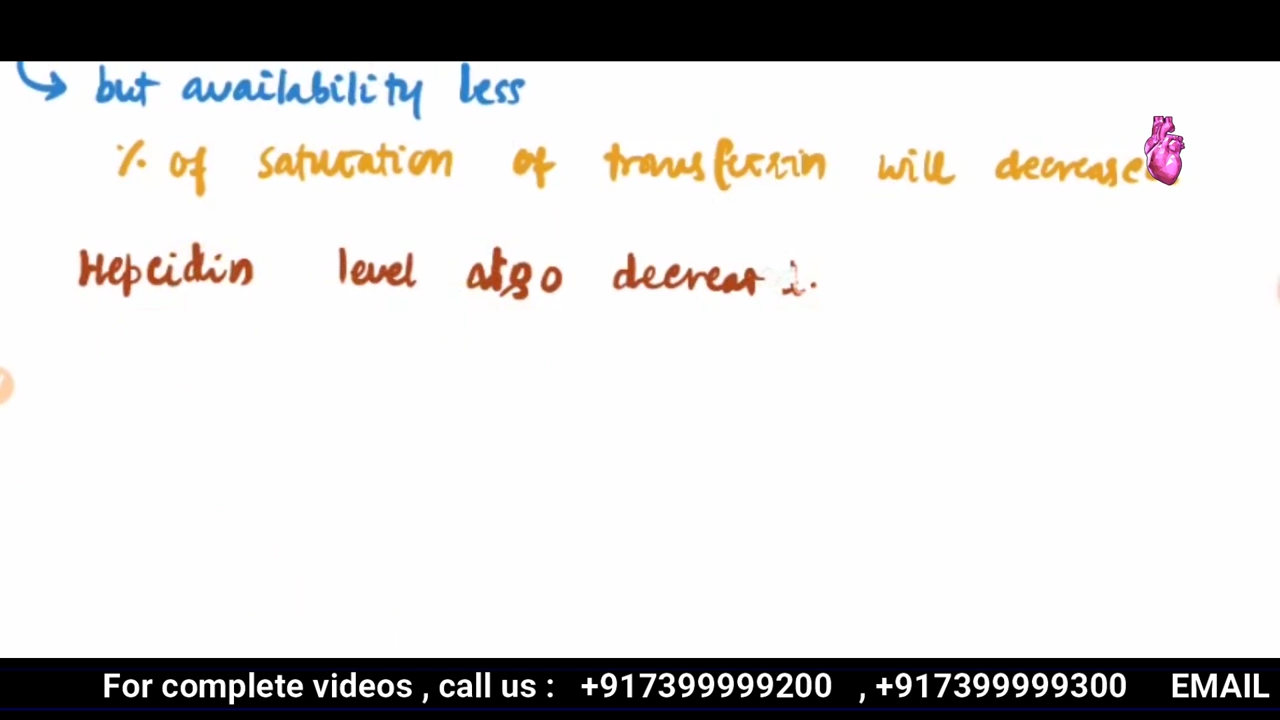 but availability less
% of saturation of transferrin will decrease
Hepcidin level also decrease.
For complete videos , call us : +917399999200 , +917399999300 EMAIL